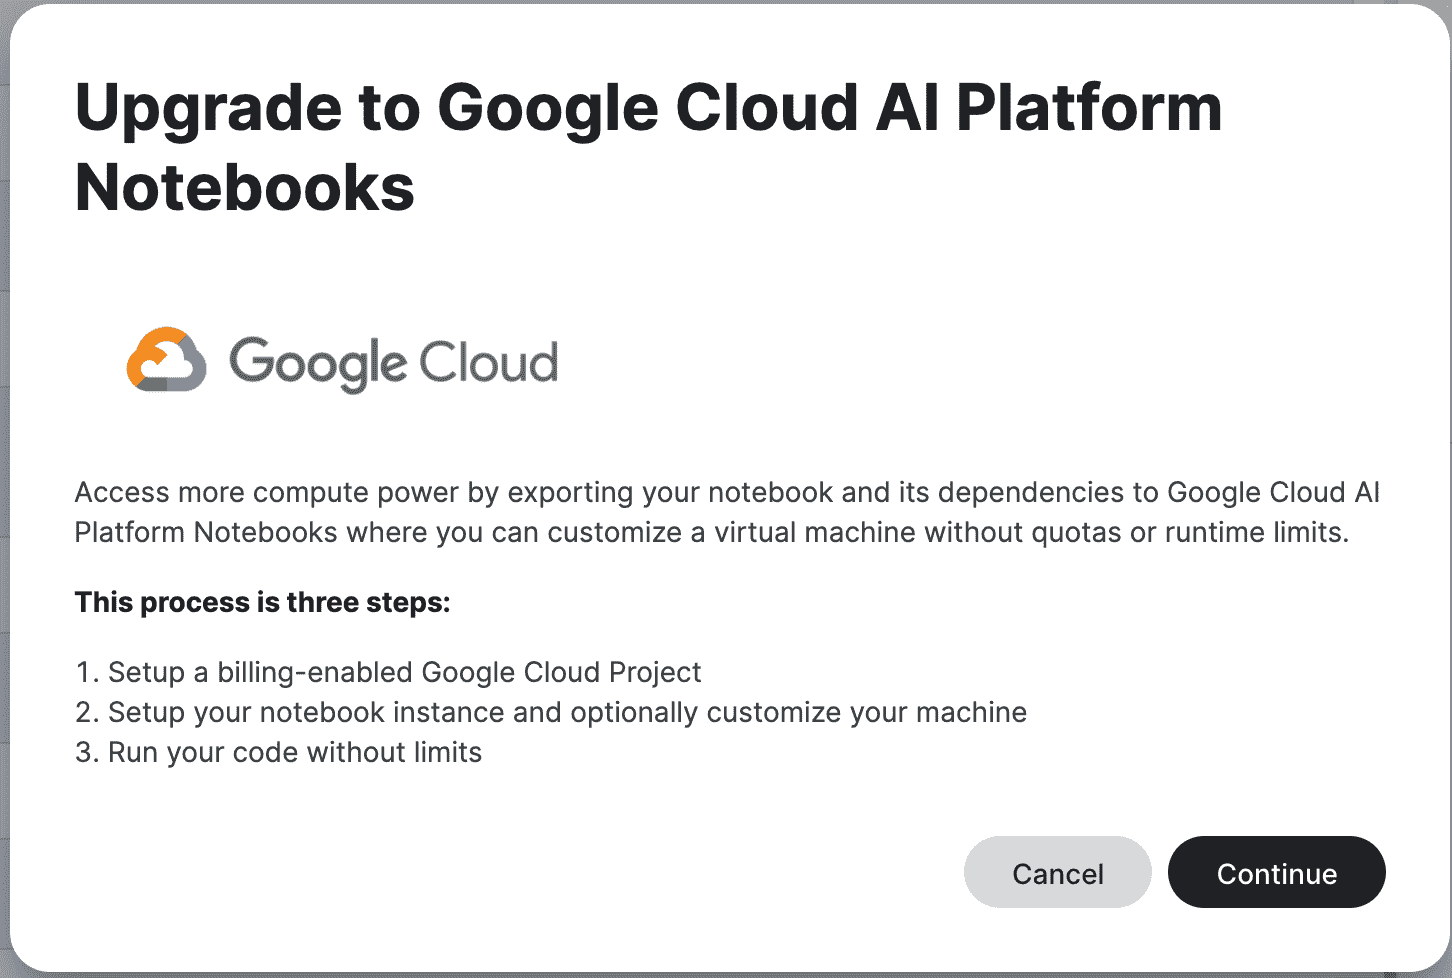 Upgrade to Google Cloud AI Platform
Notebooks
Google Cloud
Access more compute power by exporting your notebook and its dependencies to Google Cloud AI
Platform Notebooks where you can customize a virtual machine without quotas or runtime limits.
This process is three steps:
1. Setup a billing-enabled Google Cloud Project
2. Setup your notebook instance and optionally customize your machine
3. Run your code without limits
Cancel
Continue